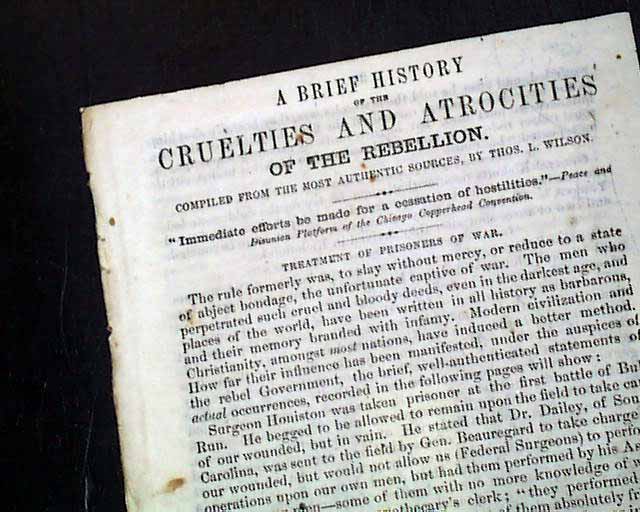 A BRIEF HISTORY
OF THE
CRUELTIES AND ATROCITIES
OF THE REBELLION.
COMPILED FROM THE MOST AUTHENTIC SOURCES, BY THOS. L. WILSON.
"Immediate efforts be made for a cessation of hostilities."—Peace and
Disunion Platform of the Chicago Copperhead Convention.
TREATMENT OF PRISONERS OF WAR.
The rule formerly was, to slay without mercy, or reduce to a state
of abject bondage, the unfortunate captive of war. The men who
perpetrated such cruel and bloody deeds, even in the darkest age, and
places of the world, have been written in all history as barbarous,
and their memory branded with infamy. Modern civilization and
Christianity, amongst most nations, have induced a better method.
How far their influence has been manifested, under the auspices of
the rebel Government, the brief, well-authenticated statements of
actual occurrences, recorded in the following pages will show:
Surgeon Homiston was taken prisoner at the first battle of Bull
Run. He begged to be allowed to remain upon the field to take
of our wounded, but in vain. He stated that Dr. Dailey, of
Carolina, was sent to the field by Gen. Beauregard to take charge
our wounded, but would not allow us (Federal Surgeons) to
operations upon our own men, but had them performed by his
—some of them with no more knowledge of
clerk; "they performed
of them absolutely